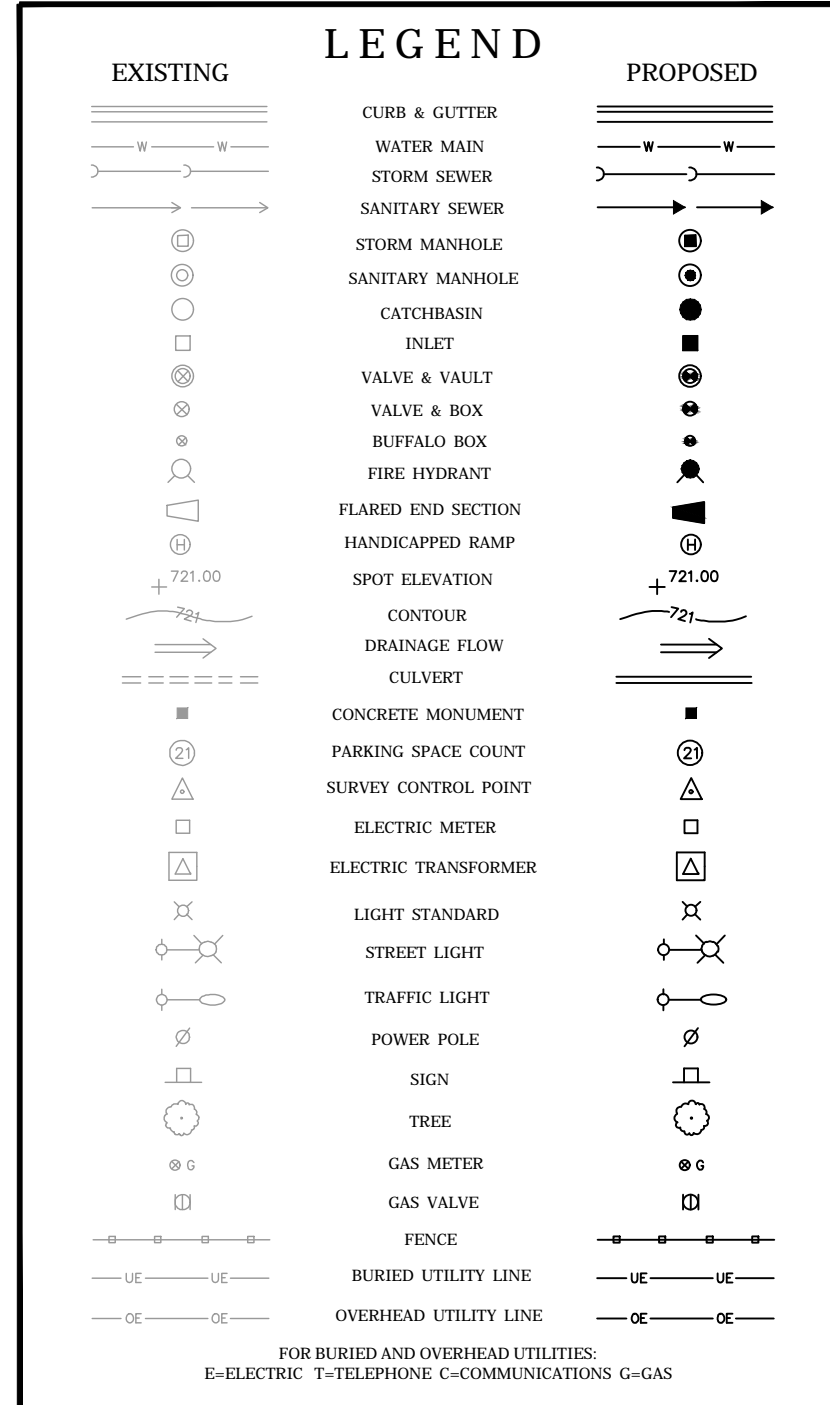 LEGEND
EXISTING PROPOSED
CURB & GUTTER
W W WATER MAIN W W
STORM SEWER
SANITARY SEWER
STORM MANHOLE
SANITARY MANHOLE
CATCHBASIN
INLET
VALVE & VAULT
VALVE & BOX
BUFFALO BOX
FIRE HYDRANT
FLARED END SECTION
H HANDICAPPED RAMP H
721.00 SPOT ELEVATION 721.00
721 CONTOUR 721
DRAINAGE FLOW
CULVERT
CONCRETE MONUMENT
21 PARKING SPACE COUNT 21
SURVEY CONTROL POINT
ELECTRIC METER
ELECTRIC TRANSFORMER
LIGHT STANDARD
STREET LIGHT
TRAFFIC LIGHT
POWER POLE
SIGN
TREE
G GAS METER G
GAS VALVE
FENCE
UE UE BURIED UTILITY LINE UE UE
OE OE OVERHEAD UTILITY LINE OE OE
FOR BURIED AND OVERHEAD UTILITIES:
E=ELECTRIC T=TELEPHONE C=COMMUNICATIONS G=GAS